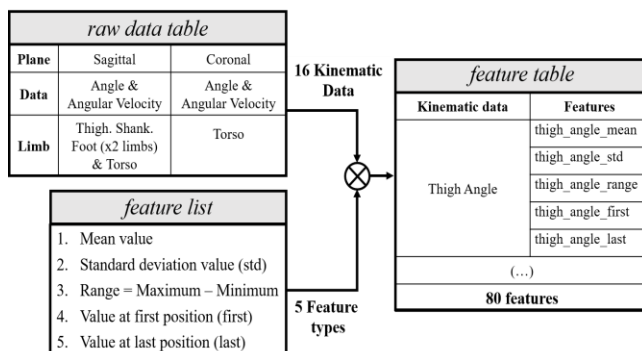 raw data table
Plane Sagittal Coronal
Data Angle & Angular Velocity Angle & Angular Velocity
Limb Thigh. Shank. Foot (x2 limbs) & Torso Torso
feature list
1. Mean value
2. Standard deviation value (std)
3. Range = Maximum – Minimum
4. Value at first position (first)
5. Value at last position (last)
16 Kinematic
Data
5 Feature
types
feature table
Kinematic data Features
Thigh Angle
thigh_angle_mean
thigh_angle_std
thigh_angle_range
thigh_angle_first
thigh_angle_last
(…)
80 features